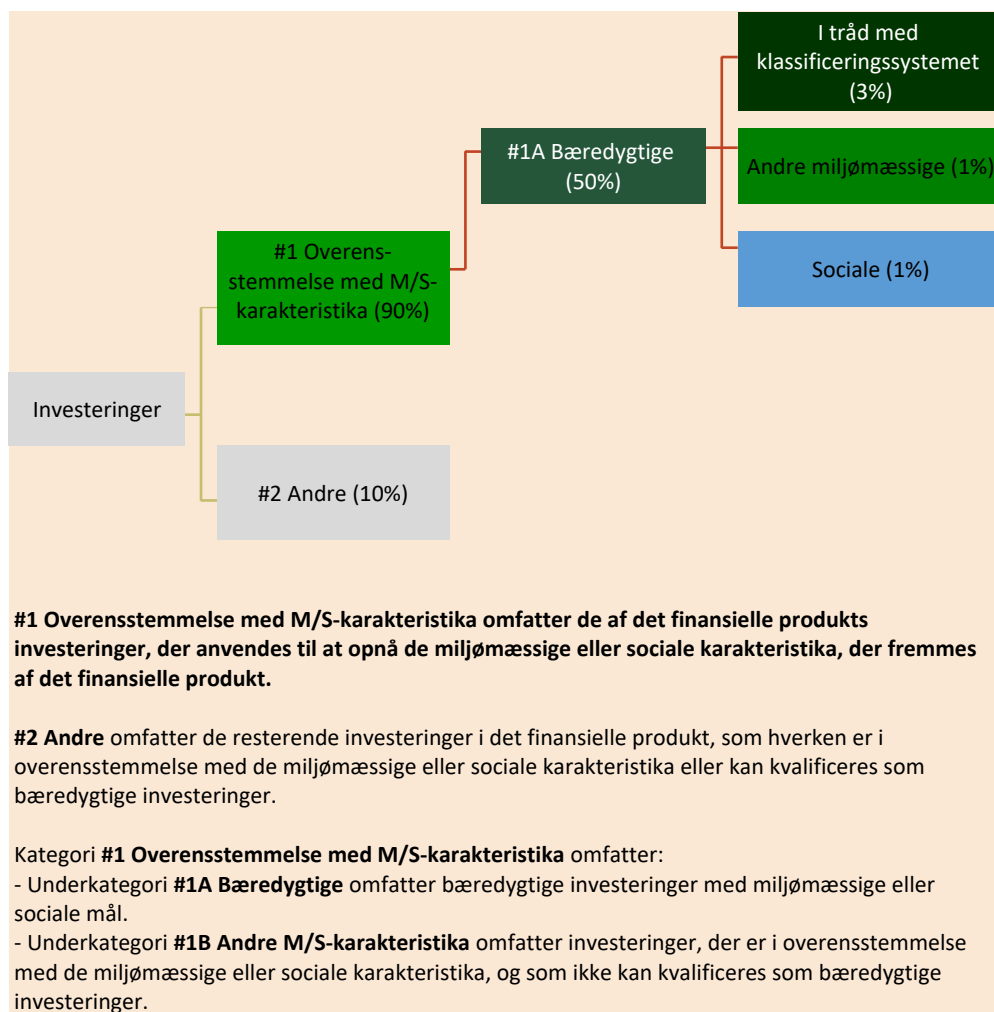 I tråd med
klassificeringssystemet
(3%)
#1A Bæredygtige
(50%)
Andre miljømæssige (1%)
Sociale (1%)
#1 Overens-
stemmelse med M/S-
karakteristika (90%)
Investeringer
#2 Andre (10%)
#1 Overensstemmelse med M/S-karakteristika omfatter de af det finansielle produkts
investeringer, der anvendes til at opnå de miljømæssige eller sociale karakteristika, der fremmes
af det finansielle produkt.
#2 Andre omfatter de resterende investeringer i det finansielle produkt, som hverken er i
overensstemmelse med de miljømæssige eller sociale karakteristika eller kan kvalificeres som
bæredygtige investeringer.
Kategori #1 Overensstemmelse med M/S-karakteristika omfatter:
- Underkategori #1A Bæredygtige omfatter bæredygtige investeringer med miljømæssige eller
sociale mål.
- Underkategori #1B Andre M/S-karakteristika omfatter investeringer, der er i overensstemmelse
med de miljømæssige eller sociale karakteristika, og som ikke kan kvalificeres som bæredygtige
investeringer.